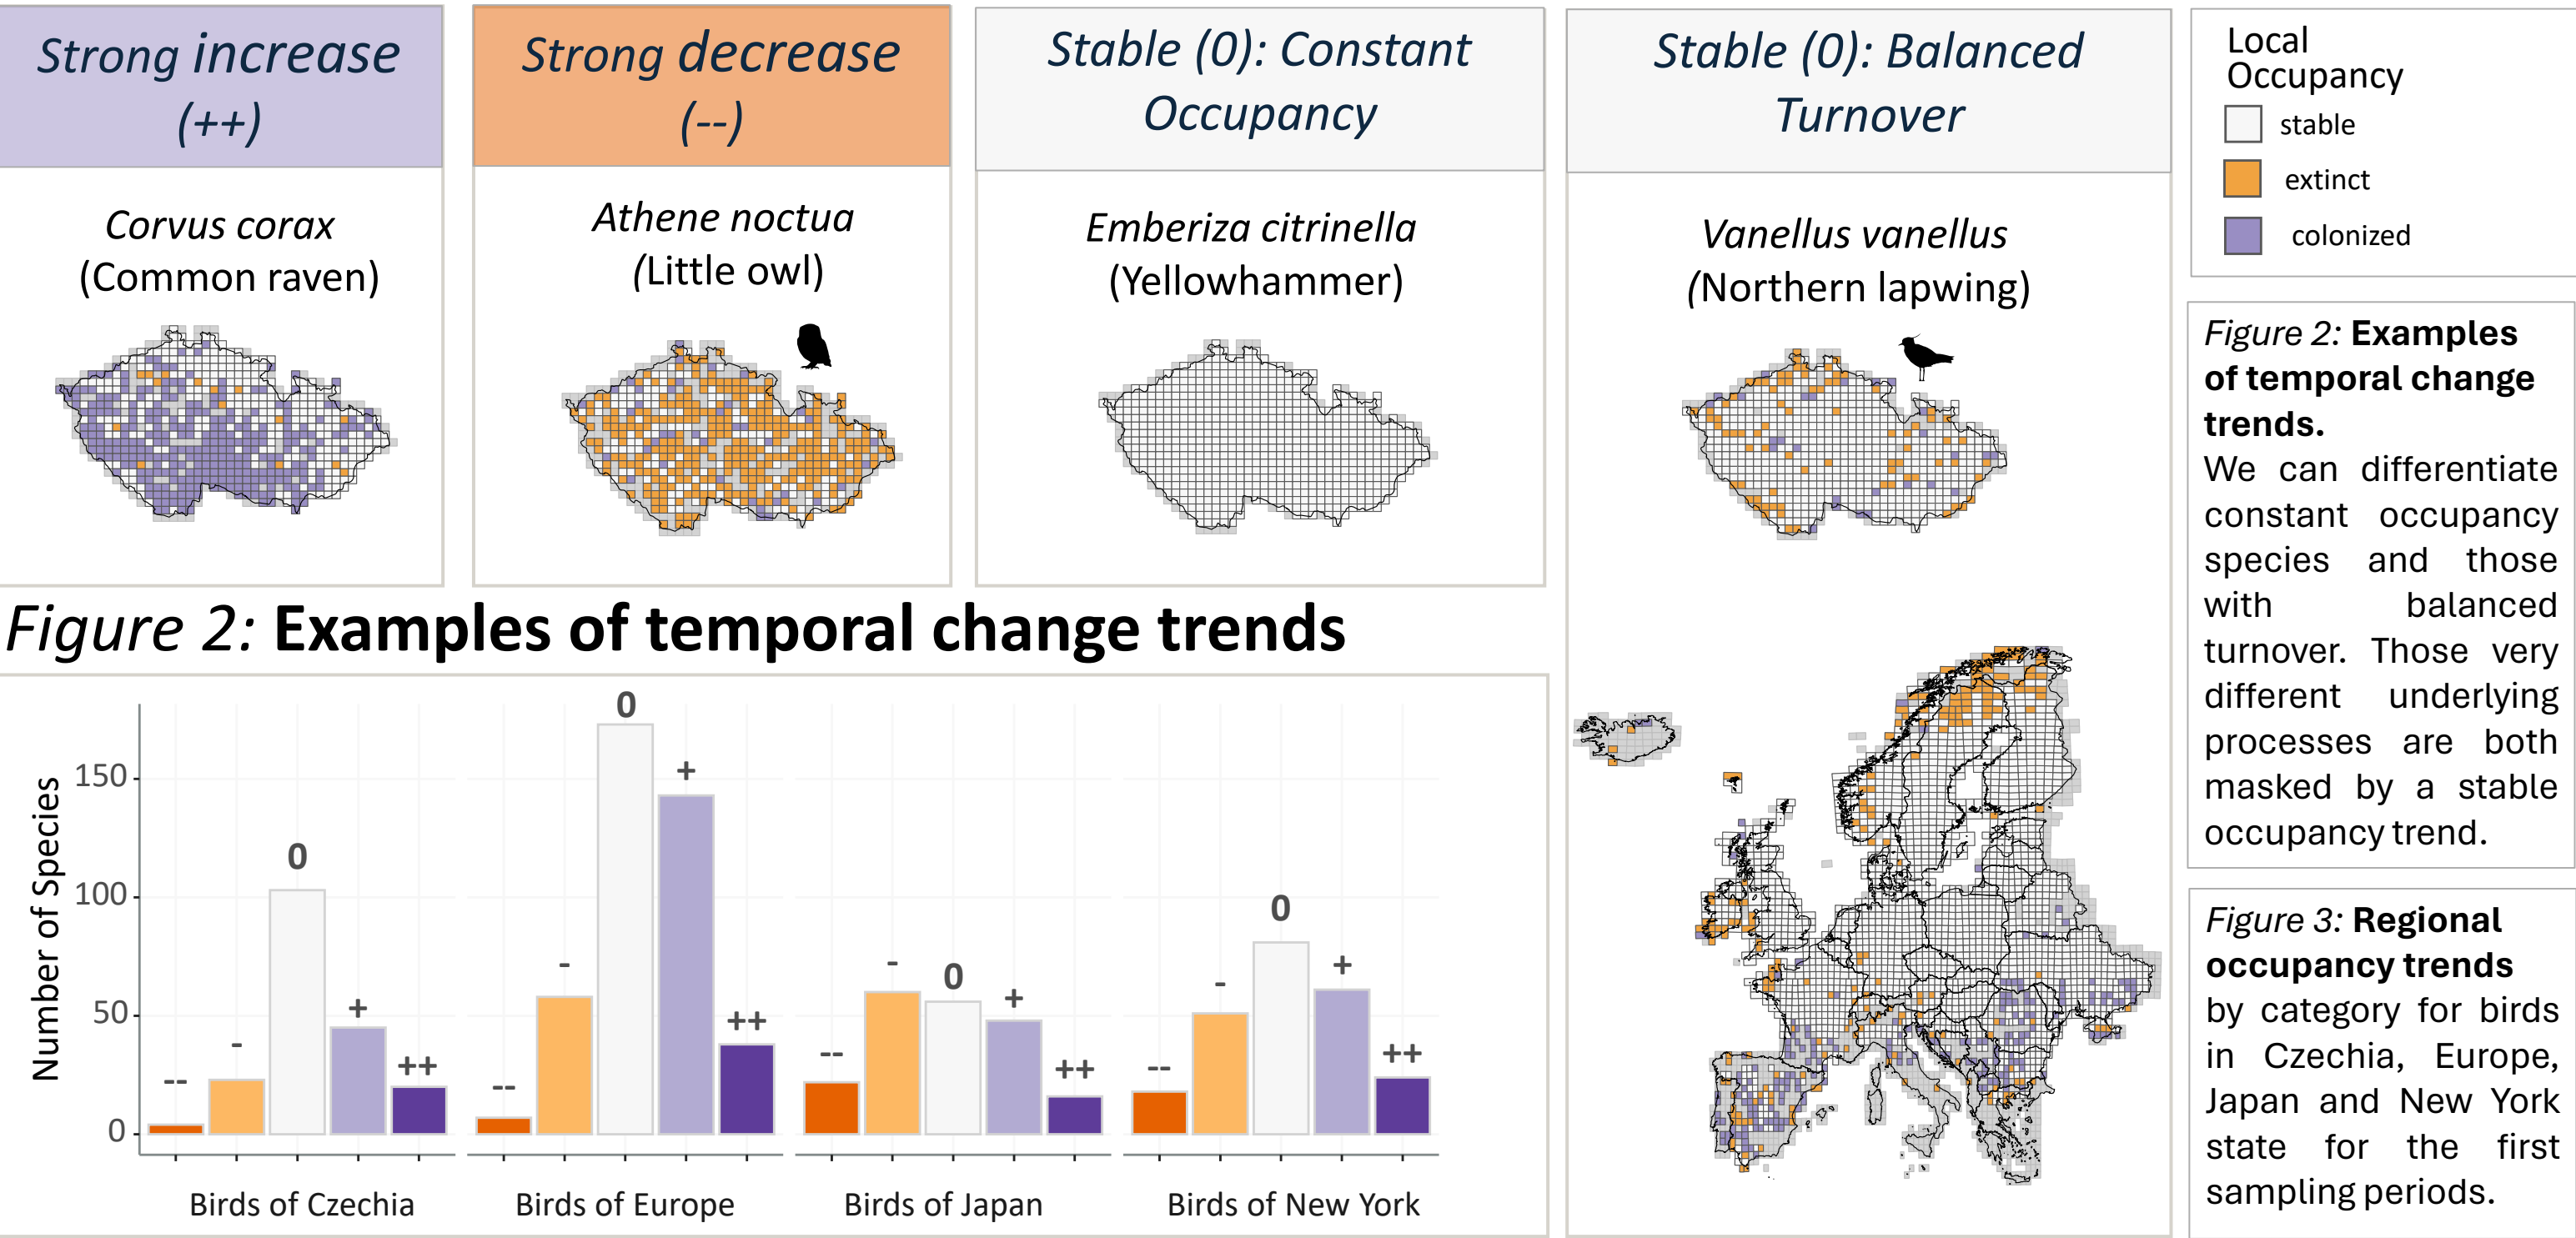 Strong increase
(++)
Corvus corax
(Common raven)
Strong decrease
(--)
Athene noctua
(Little owl)
Stable (0): Constant
Occupancy
Emberiza citrinella
(Yellowhammer)
Stable (0): Balanced
Turnover
Vanellus vanellus
(Northern lapwing)
Local
Occupancy
stable
extinct
colonized
Figure 2: Examples
of temporal change
trends.
We can differentiate
constant occupancy
species and those
with balanced
turnover. Those very
different underlying
processes are both
masked by a stable
occupancy trend.
Figure 2: Examples of temporal change trends
Number of Species
150
100
50
0
--
-
0
+
++
Birds of Czechia
--
-
0
+
++
Birds of Europe
--
-
0
+
++
Birds of Japan
--
-
0
+
++
Birds of New York
Figure 3: Regional
occupancy trends
by category for birds
in Czechia, Europe,
Japan and New York
state for the first
sampling periods.